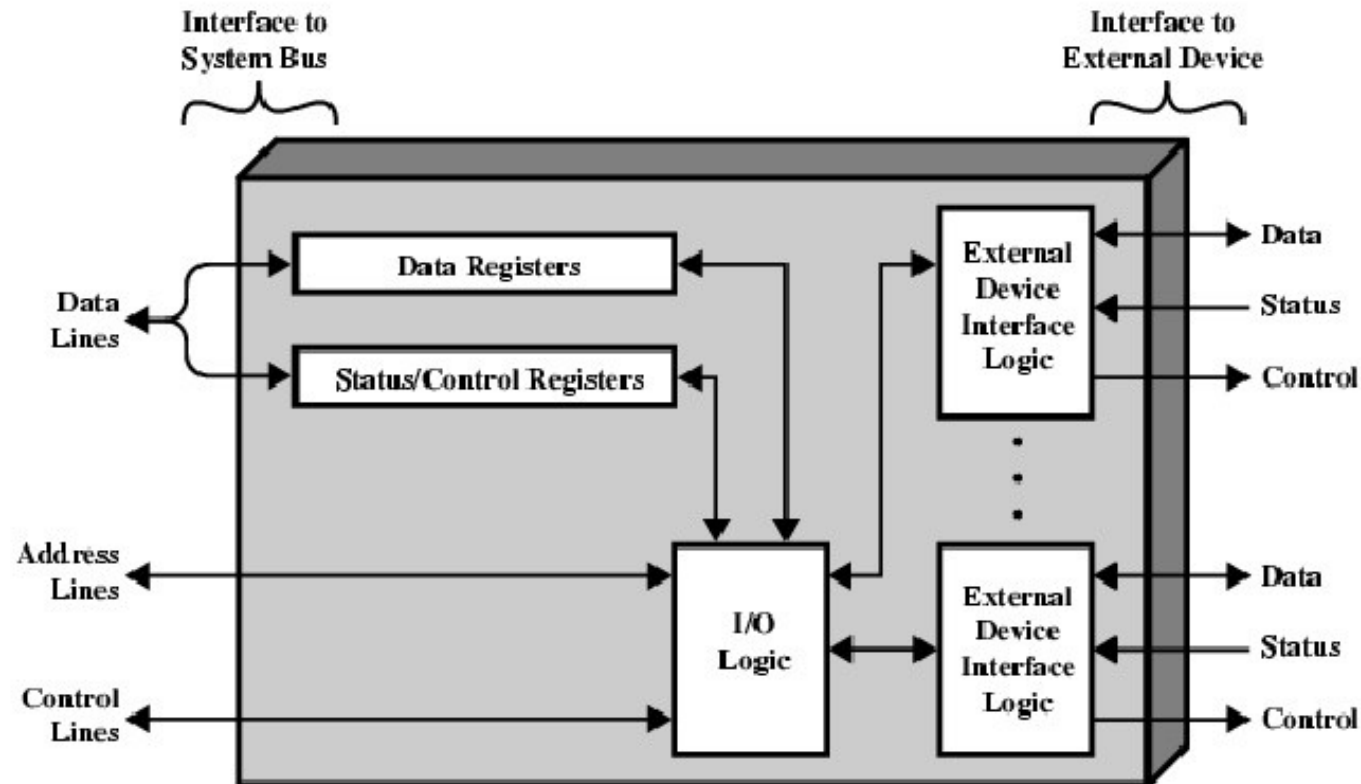 Interface to
System Bus
Interface to
External Device
Data Registers
Status/Control Registers
Data
Lines
Address
Lines
Control
Lines
I/O
Logic
External
Device
Interface
Logic
Data
Status
Control
External
Device
Interface
Logic
Data
Status
Control